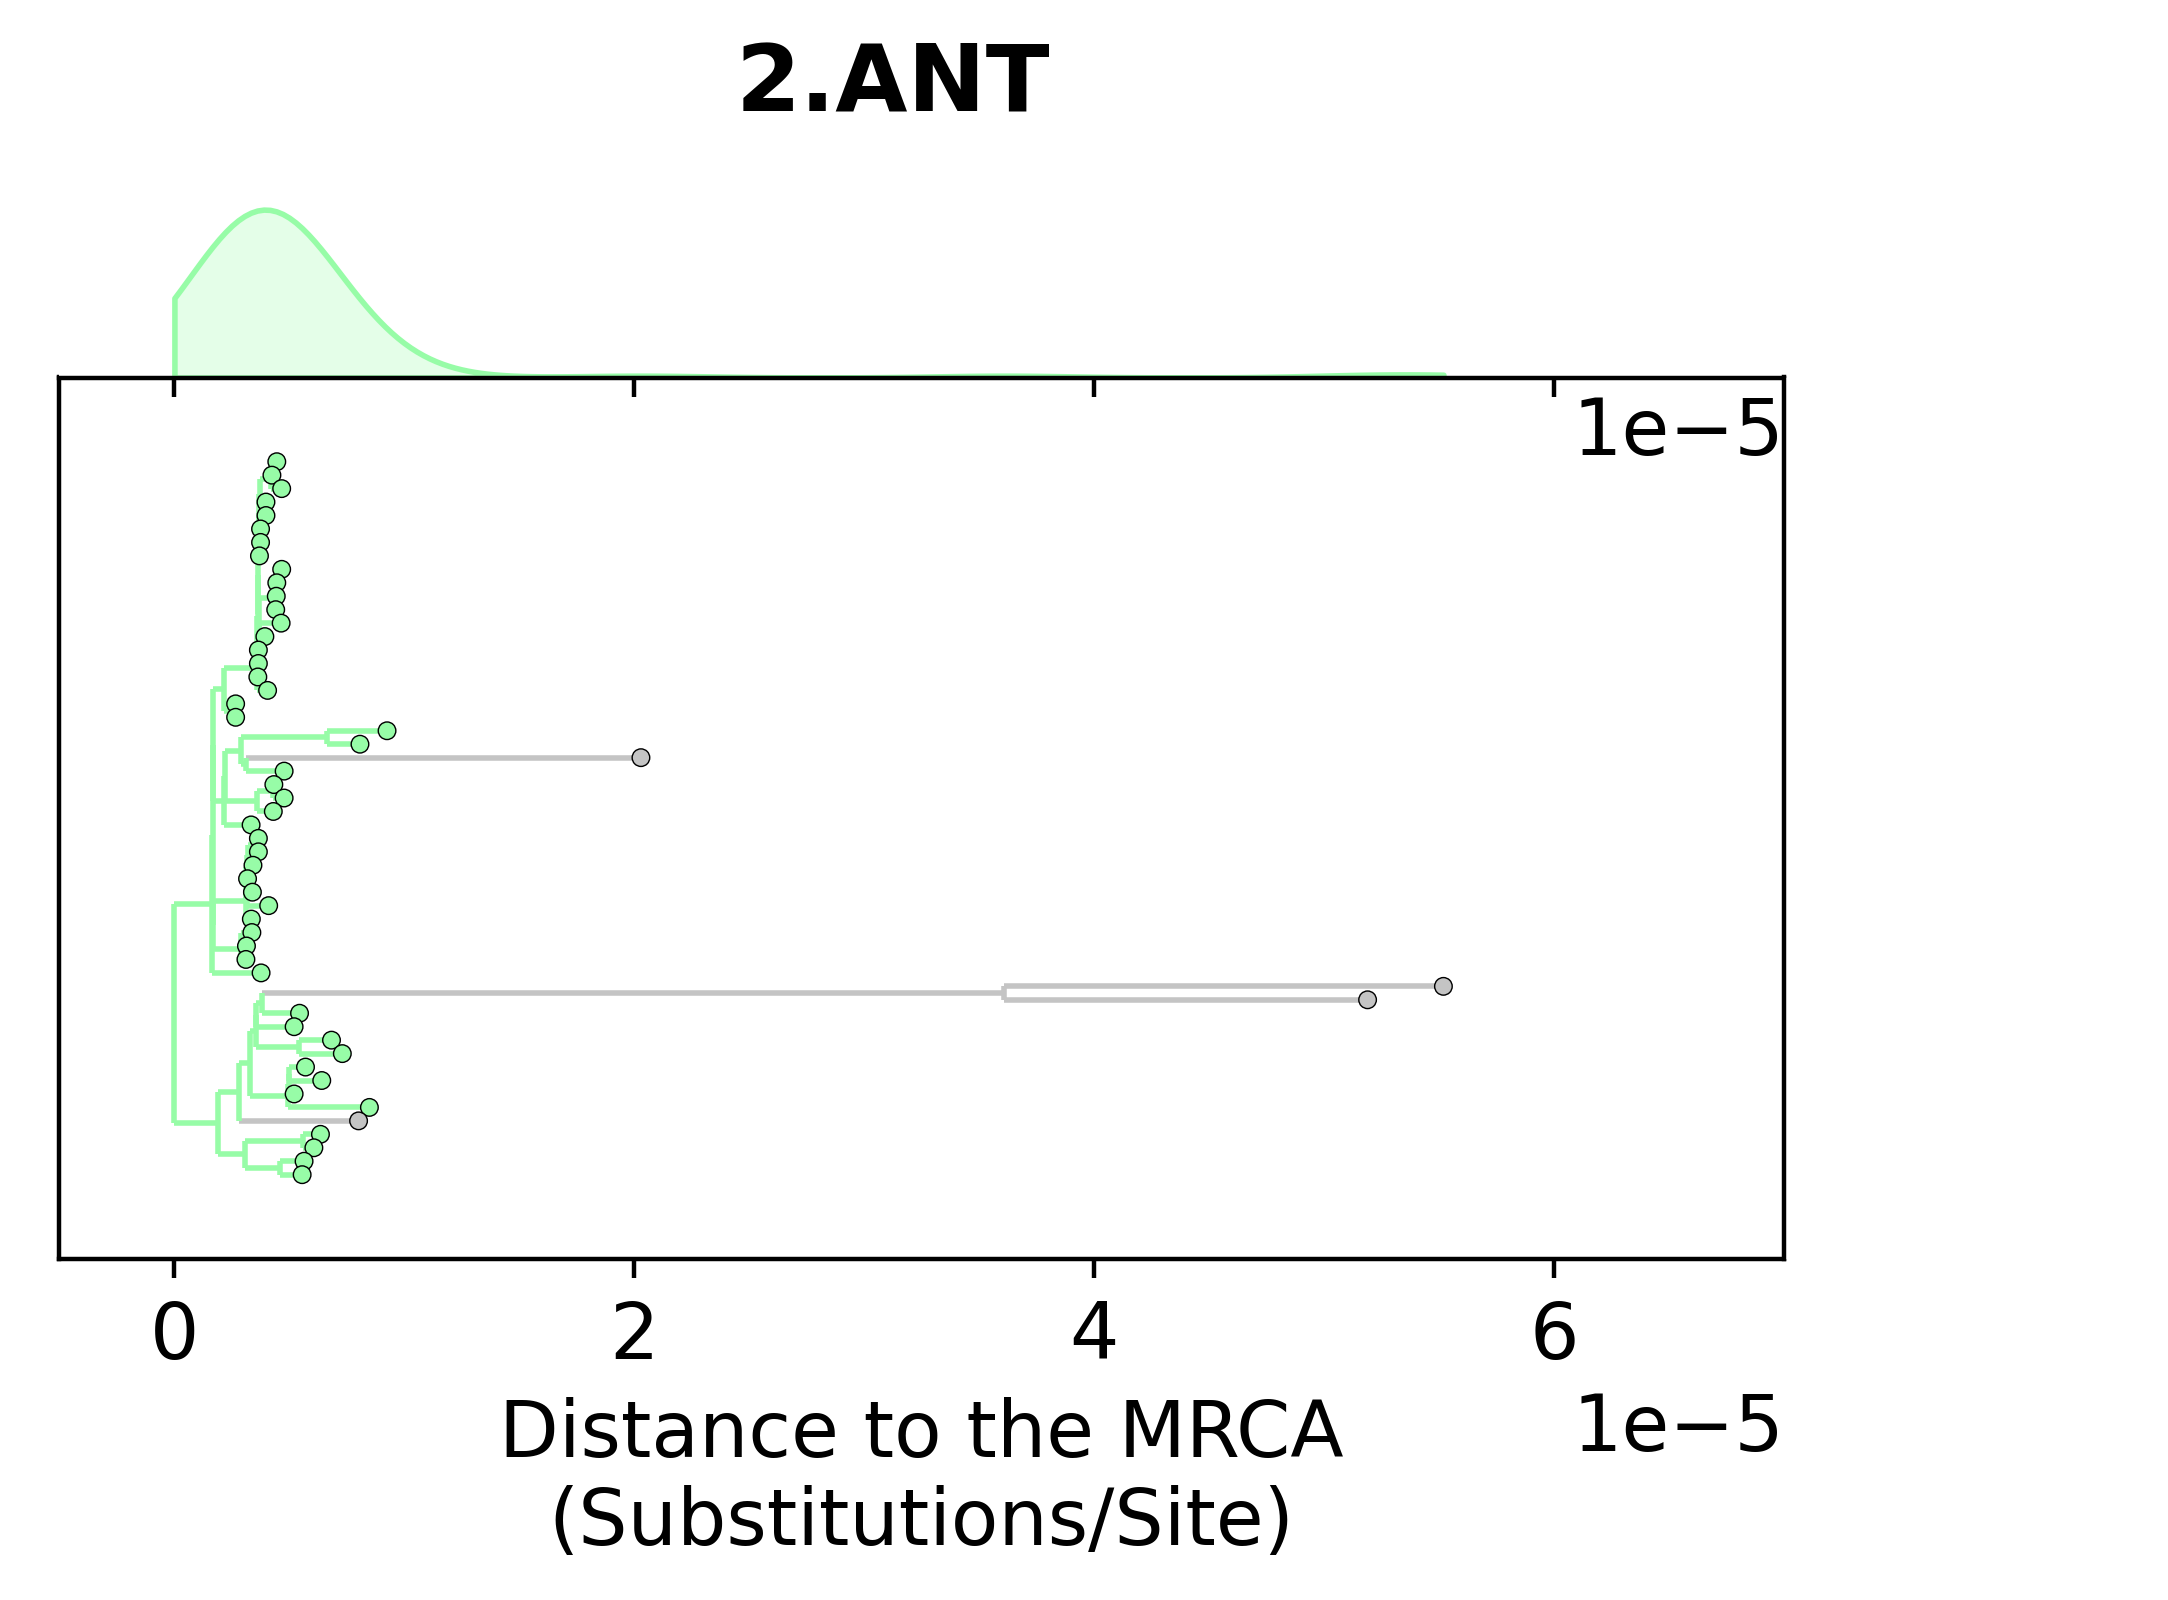 2.ANT
1e−5
0 2 4 6
1e−5
Distance to the MRCA
(Substitutions/Site)